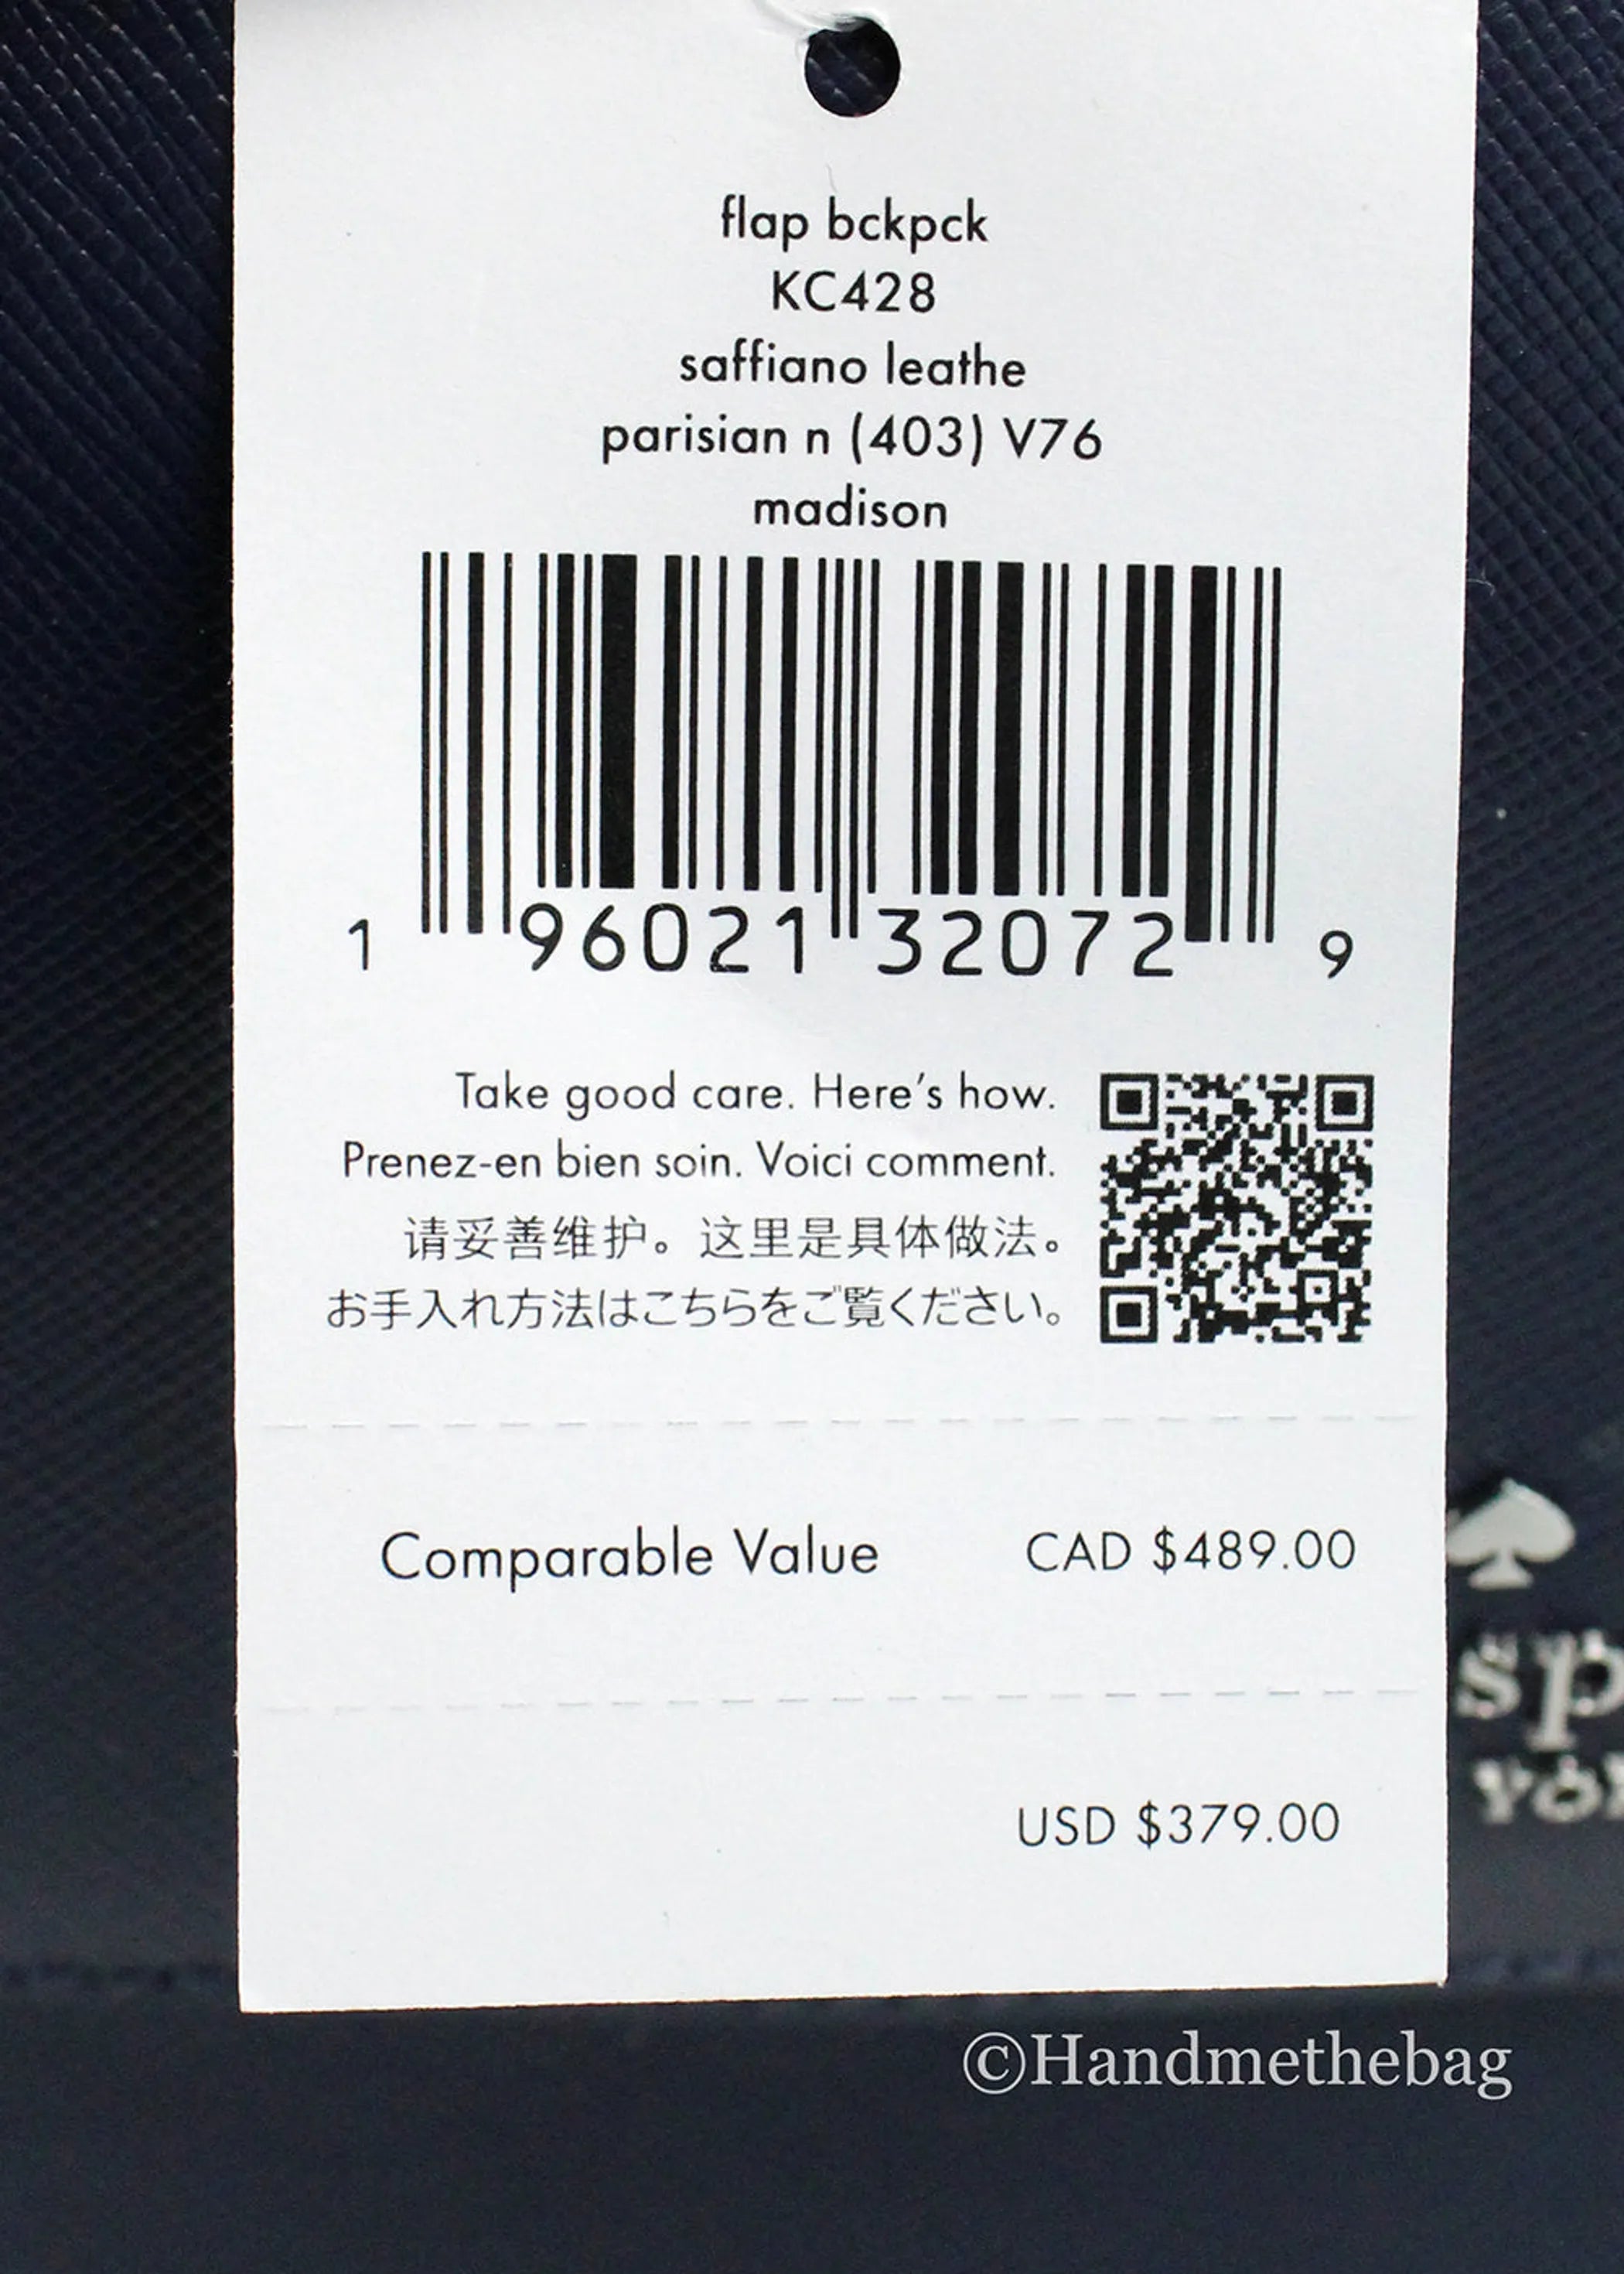 flap bckpck
KC428
saffiano leathe
parisian n (403) V76
madison
1 96021 32072 9
Take good care. Here's how.
Prenez-en bien soin. Voici comment.
请妥善维护。这里是具体做法。
お手入れ方法はこちらをご覧ください。
Comparable Value CAD $489.00
USD $379.00
sp
YO
©Handmethebag